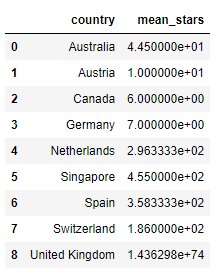 country mean_stars
0 Australia 4.450000e+01
1 Austria 1.000000e+01
2 Canada 6.000000e+00
3 Germany 7.000000e+00
4 Netherlands 2.963333e+02
5 Singapore 4.550000e+02
6 Spain 3.583333e+02
7 Switzerland 1.860000e+02
8 United Kingdom 1.436298e+74